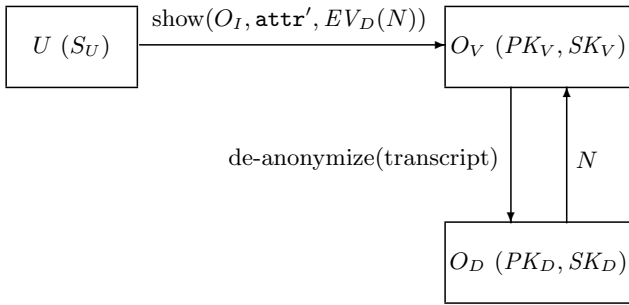 show(O_I, attr′, EV_D(N))
U (S_U)
O_V (PK_V, SK_V)
de-anonymize(transcript)
N
O_D (PK_D, SK_D)